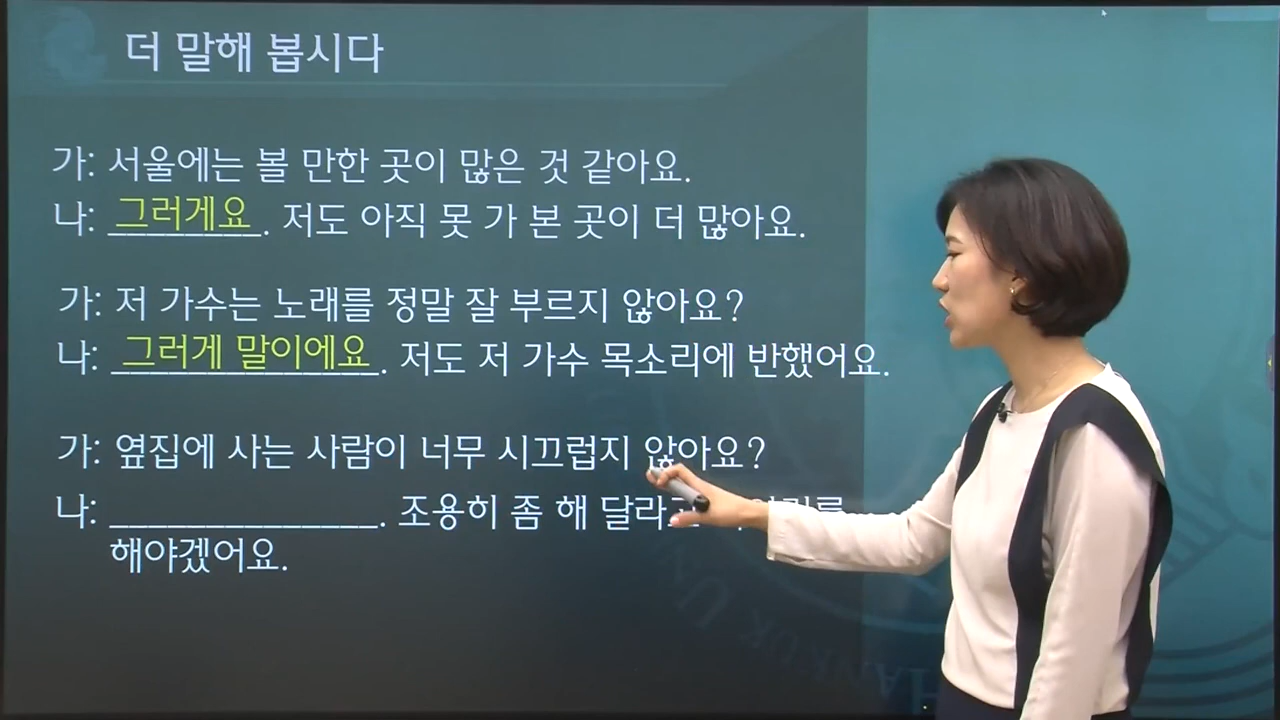 더 말해 봅시다
가: 서울에는 볼 만한 곳이 많은 것 같아요.
나: 그러게요. 저도 아직 못 가 본 곳이 더 많아요.
가: 저 가수는 노래를 정말 잘 부르지 않아요?
나: 그러게 말이에요. 저도 저 가수 목소리에 반했어요.
가: 옆집에 사는 사람이 너무 시끄럽지 않아요?
나: ______________. 조용히 좀 해 달라고
해야겠어요.
HANKUK UN